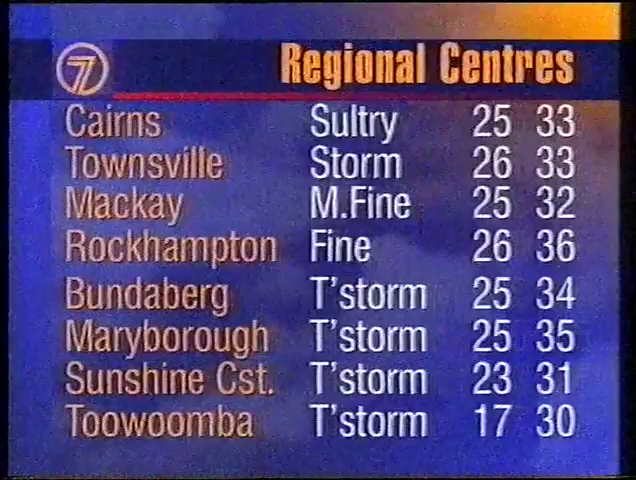 7 Regional Centres
Cairns Sultry 25 33
Townsville Storm 26 33
Mackay M.Fine 25 32
Rockhampton Fine 26 36
Bundaberg T'storm 25 34
Maryborough T'storm 25 35
Sunshine Cst. T'storm 23 31
Toowoomba T'storm 17 30